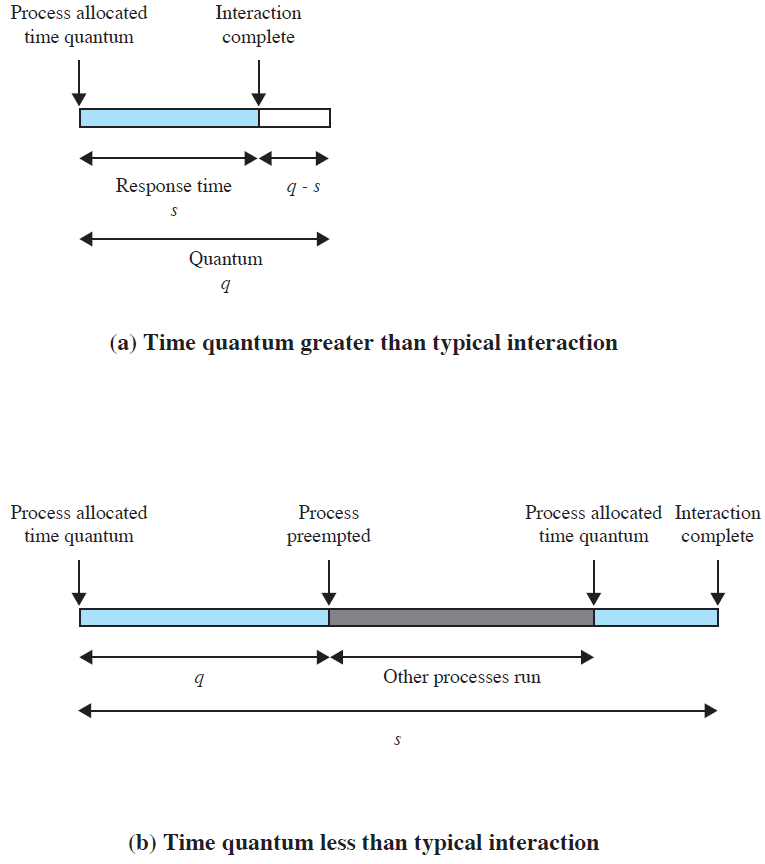 Process allocated
time quantum
Interaction
complete
Response time
s
q - s
Quantum
q
(a) Time quantum greater than typical interaction
Process allocated
time quantum
Process
preempted
Process allocated
time quantum
Interaction
complete
q
Other processes run
s
(b) Time quantum less than typical interaction